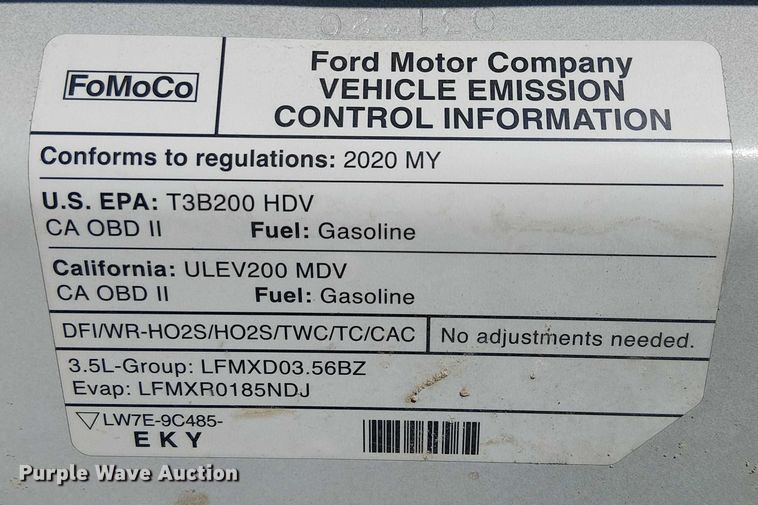 FoMoCo
Ford Motor Company
VEHICLE EMISSION
CONTROL INFORMATION
Conforms to regulations: 2020 MY
U.S. EPA: T3B200 HDV
CA OBD II Fuel: Gasoline
California: ULEV200 MDV
CA OBD II Fuel: Gasoline
DFI/WR-HO2S/HO2S/TWC/TC/CAC No adjustments needed.
3.5L-Group: LFMXD03.56BZ
Evap: LFMXR0185NDJ
LW7E-9C485-
EKY
Purple Wave Auction